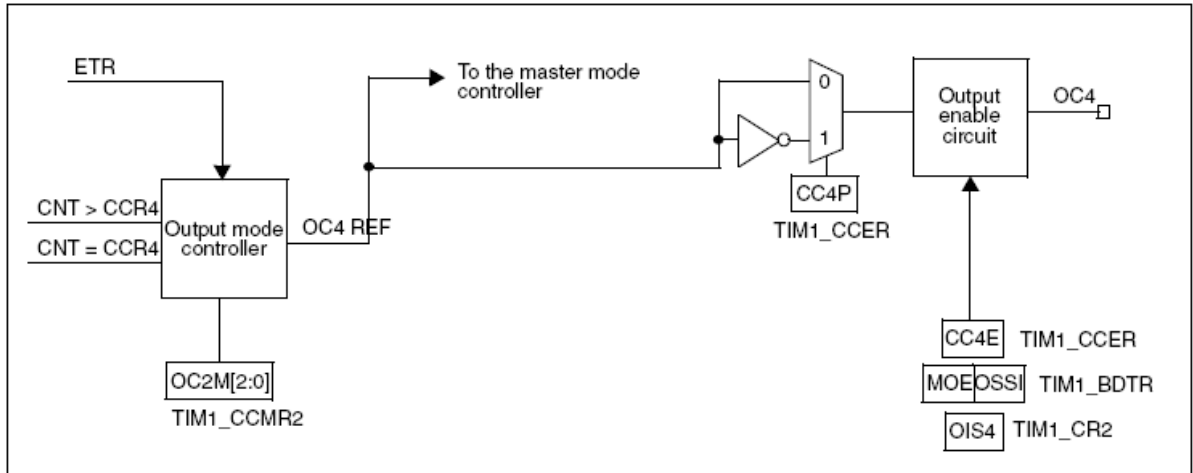 ETR
To the master mode
controller
0
1
Output
enable
circuit
OC4
CC4P
TIM1_CCER
CNT > CCR4
CNT = CCR4
Output mode
controller
OC4 REF
OC2M[2:0]
TIM1_CCMR2
CC4E TIM1_CCER
MOE OSSI TIM1_BDTR
OIS4 TIM1_CR2